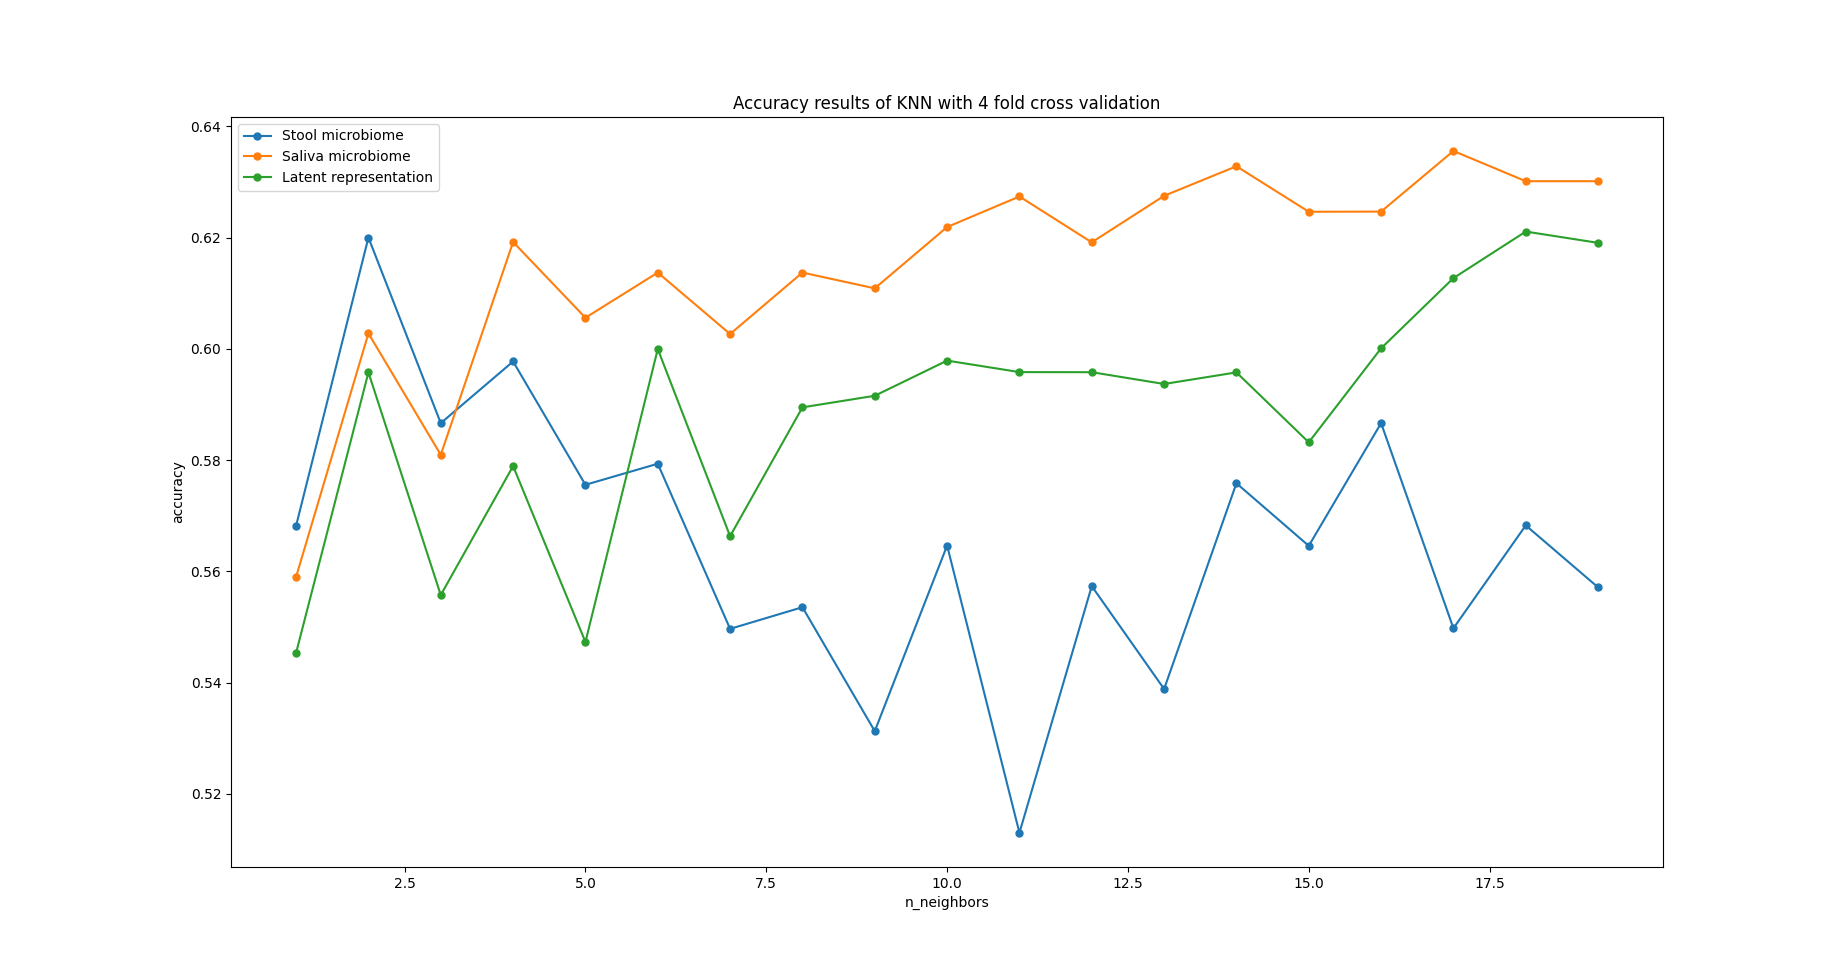 Accuracy results of KNN with 4 fold cross validation
Stool microbiome
Saliva microbiome
Latent representation
0.64
0.62
0.60
0.58
0.56
0.54
0.52
accuracy
2.5 5.0 7.5 10.0 12.5 15.0 17.5
n_neighbors